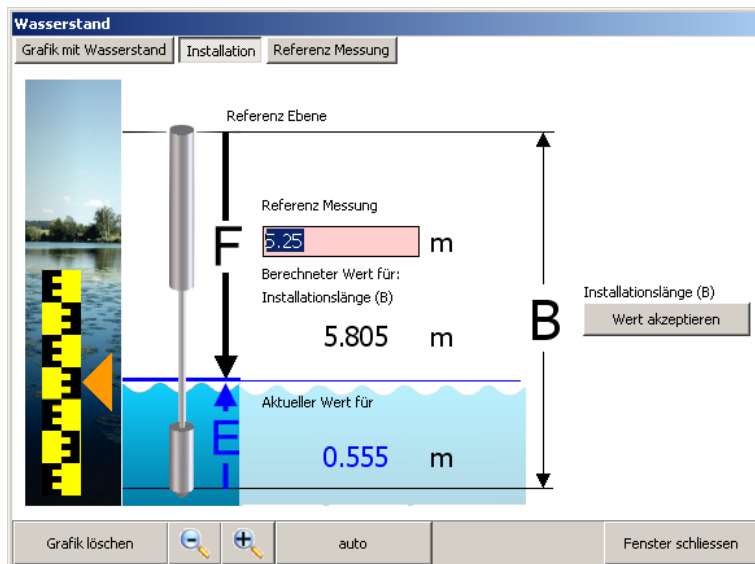 Wasserstand
Grafik mit Wasserstand Installation Referenz Messung
Referenz Ebene
Referenz Messung
F 5.25 m
Berechneter Wert für:
Installationslänge (B)
Installationslänge (B)
B Wert akzeptieren
5.805 m
Aktueller Wert für
E 0.555 m
Grafik löschen auto Fenster schliessen